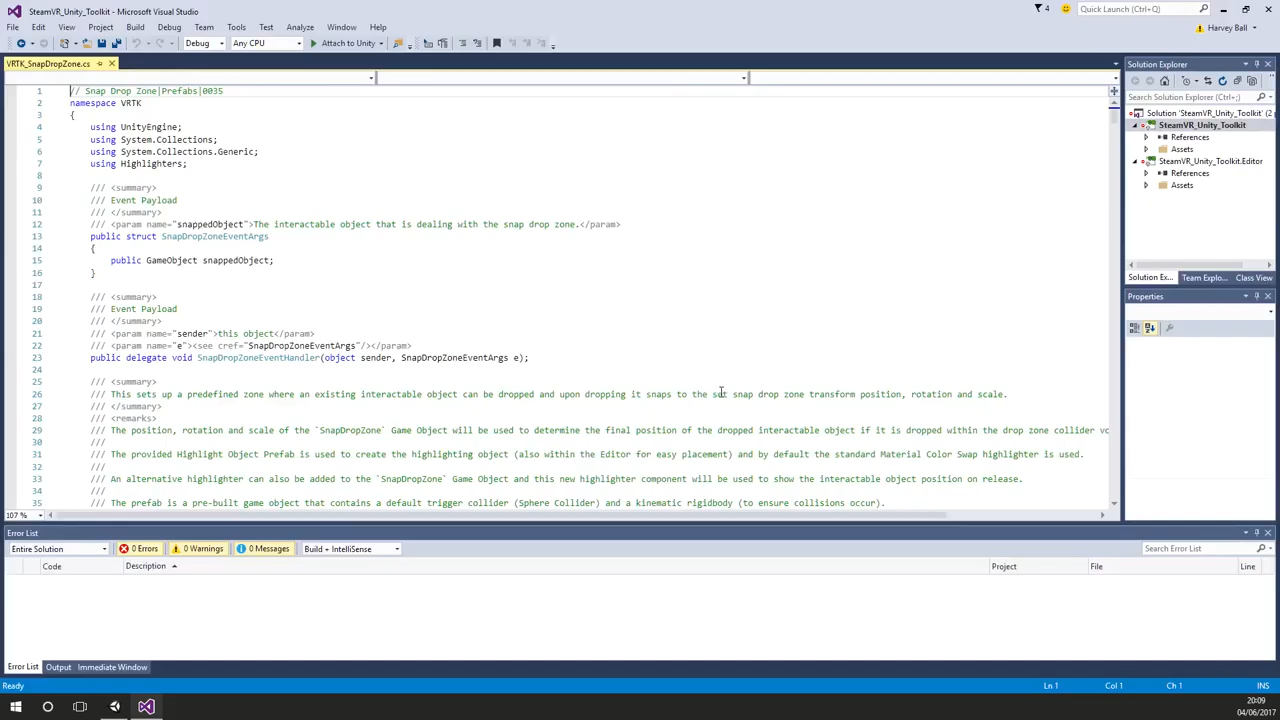 SteamVR_Unity_Toolkit - Microsoft Visual Studio
4
Quick Launch (Ctrl+Q)
File Edit View Project Build Debug Team Tools Test Analyze Window Help
Harvey Ball
Debug Any CPU Attach to Unity
VRTK_SnapDropZone.cs
1 // Snap Drop Zone|Prefabs|0035
2 namespace VRTK
3 {
4 using UnityEngine;
5 using System.Collections;
6 using System.Collections.Generic;
7 using Highlighters;
8
9 /// <summary>
10 /// Event Payload
11 /// </summary>
12 /// <param name="snappedObject">The interactable object that is dealing with the snap drop zone.</param>
13 public struct SnapDropZoneEventArgs
14 {
15 public GameObject snappedObject;
16 }
17
18 /// <summary>
19 /// Event Payload
20 /// </summary>
21 /// <param name="sender">this object</param>
22 /// <param name="e"><see cref="SnapDropZoneEventArgs"/></param>
23 public delegate void SnapDropZoneEventHandler(object sender, SnapDropZoneEventArgs e);
24
25 /// <summary>
26 /// This sets up a predefined zone where an existing interactable object can be dropped and upon dropping it snaps to the set snap drop zone transform position, rotation and scale.
27 /// </summary>
28 /// <remarks>
29 /// The position, rotation and scale of the `SnapDropZone` Game Object will be used to determine the final position of the dropped interactable object if it is dropped within the drop zone collider vo
30 ///
31 /// The provided Highlight Object Prefab is used to create the highlighting object (also within the Editor for easy placement) and by default the standard Material Color Swap highlighter is used.
32 ///
33 /// An alternative highlighter can also be added to the `SnapDropZone` Game Object and this new highlighter component will be used to show the interactable object position on release.
34 ///
35 /// The prefab is a pre-built game object that contains a default trigger collider (Sphere Collider) and a kinematic rigidbody (to ensure collisions occur).
107 %
Solution Explorer
Search Solution Explorer (Ctrl+;)
Solution 'SteamVR_Unity_Toolkit' (2
SteamVR_Unity_Toolkit
References
Assets
SteamVR_Unity_Toolkit.Editor
References
Assets
Solution Ex... Team Explo... Class View
Properties
Error List
Entire Solution 0 Errors 0 Warnings 0 Messages Build + IntelliSense Search Error List
Code Description Project File Line
Error List Output Immediate Window
Ready Ln 1 Col 1 Ch 1 INS
20:09
04/06/2017